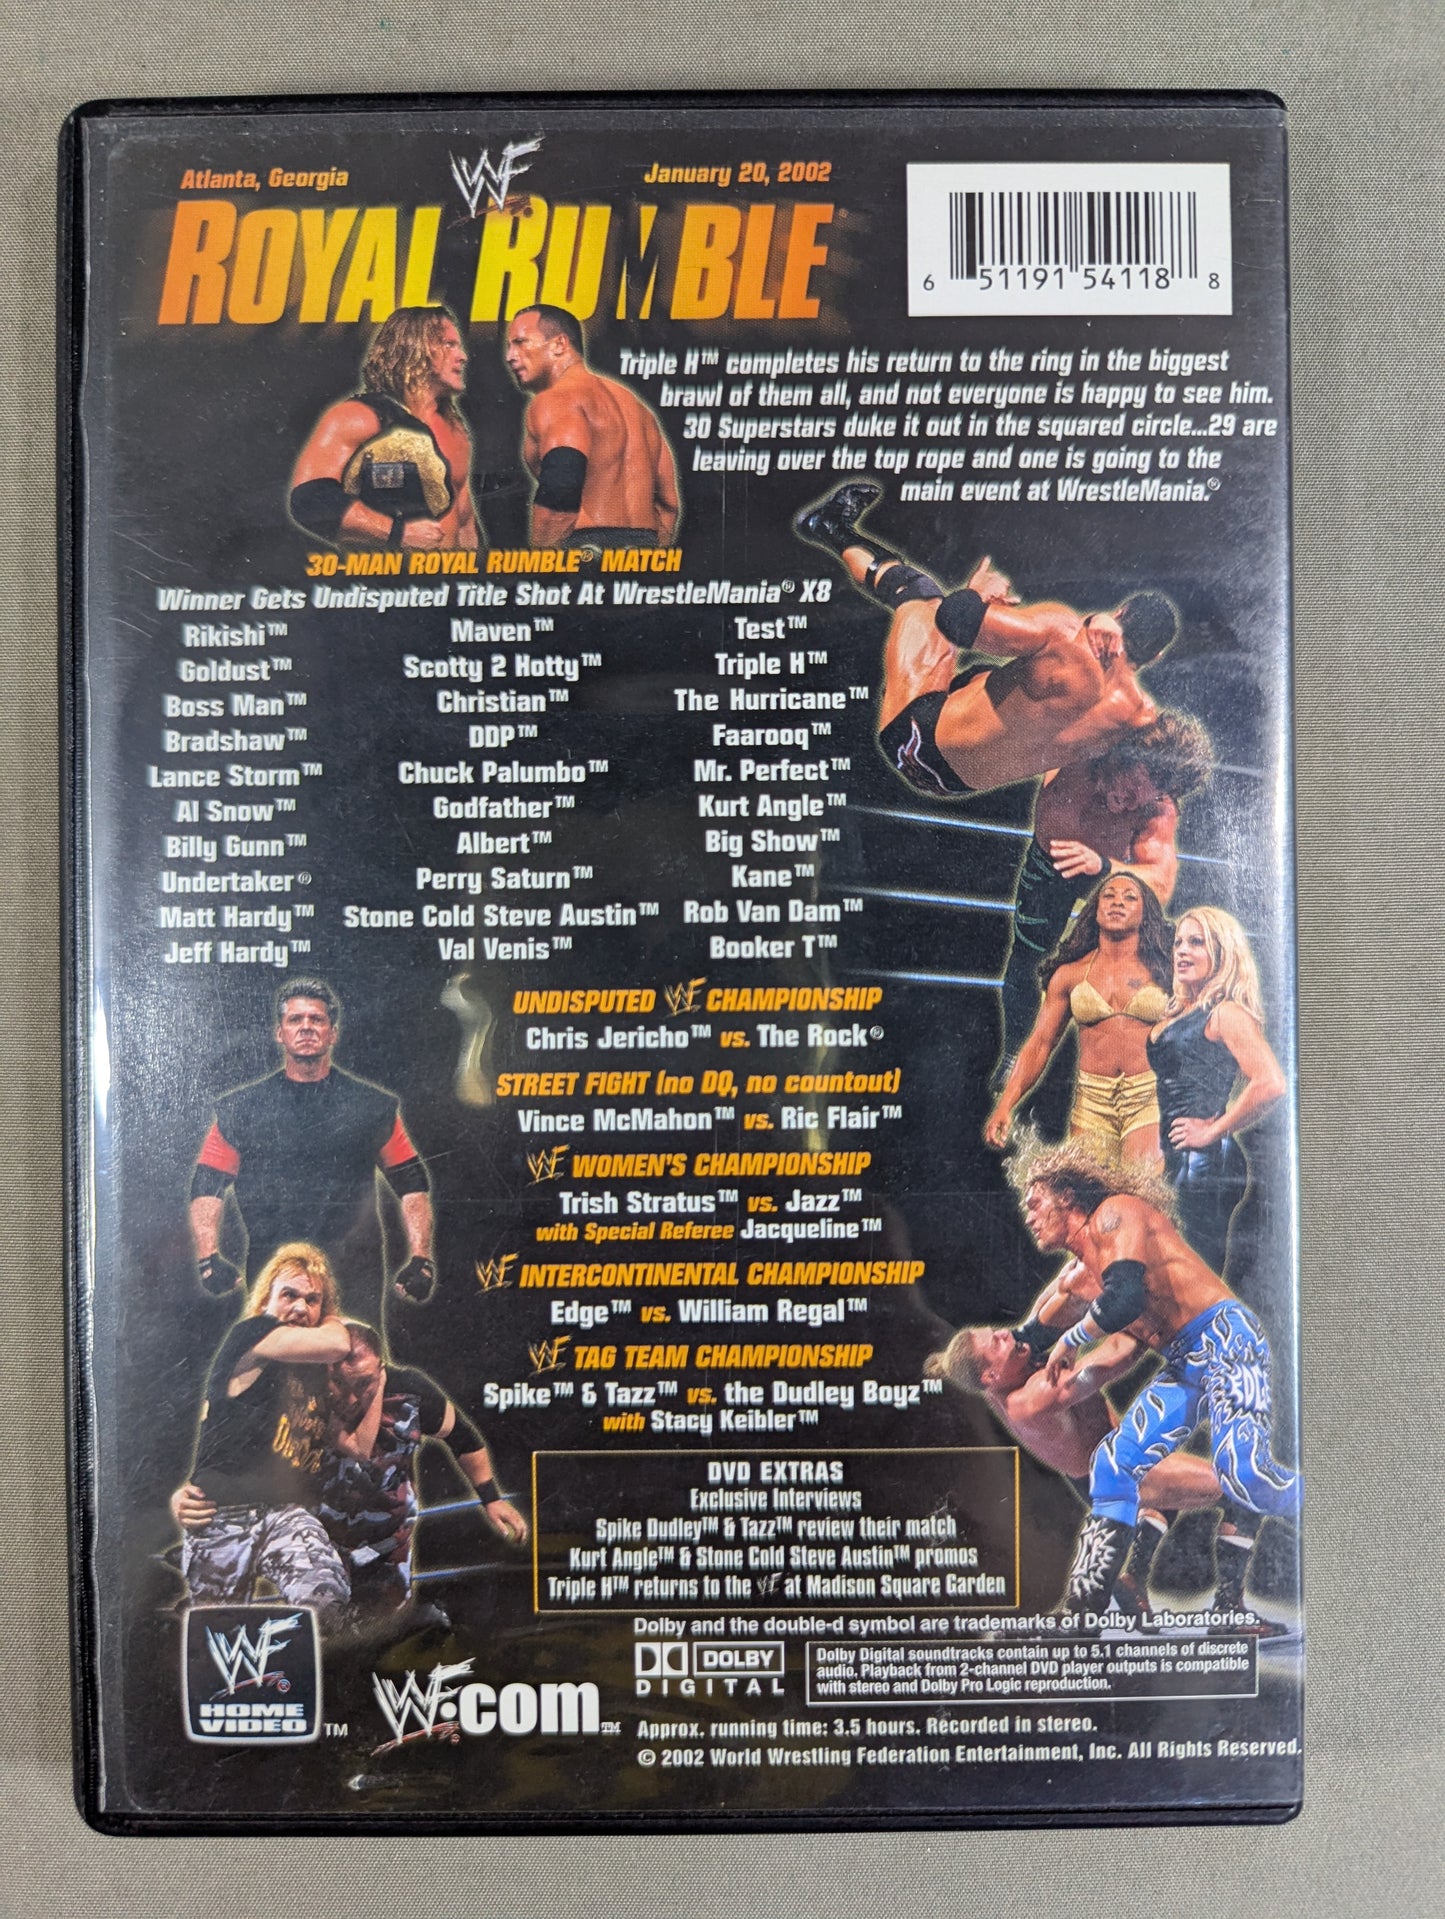 Atlanta, Georgia
WF
January 20, 2002
ROYAL RUMBLE
6 51191 54118 8
Triple H™ completes his return to the ring in the biggest
brawl of them all, and not everyone is happy to see him.
30 Superstars duke it out in the squared circle...29 are
leaving over the top rope and one is going to the
main event at WrestleMania.®
30-MAN ROYAL RUMBLE® MATCH
Winner Gets Undisputed Title Shot At WrestleMania® X8
Rikishi™ Maven™ Test™
Goldust™ Scotty 2 Hotty™ Triple H™
Boss Man™ Christian™ The Hurricane™
Bradshaw™ DDP™ Faarooq™
Lance Storm™ Chuck Palumbo™ Mr. Perfect™
Al Snow™ Godfather™ Kurt Angle™
Billy Gunn™ Albert™ Big Show™
Undertaker® Perry Saturn™ Kane™
Matt Hardy™ Stone Cold Steve Austin™ Rob Van Dam™
Jeff Hardy™ Val Venis™ Booker T™
UNDISPUTED WF CHAMPIONSHIP
Chris Jericho™ vs. The Rock®
STREET FIGHT (no DQ, no countout)
Vince McMahon™ vs. Ric Flair™
WF WOMEN'S CHAMPIONSHIP
Trish Stratus™ vs. Jazz™
with Special Referee Jacqueline™
WF INTERCONTINENTAL CHAMPIONSHIP
Edge™ vs. William Regal™
WF TAG TEAM CHAMPIONSHIP
Spike™ & Tazz™ vs. the Dudley Boyz™
with Stacy Keibler™
EDGE
DVD EXTRAS
Exclusive Interviews
Spike Dudley™ & Tazz™ review their match
Kurt Angle™ & Stone Cold Steve Austin™ promos
Triple H™ returns to the WF at Madison Square Garden
Dolby and the double-d symbol are trademarks of Dolby Laboratories.
DOLBY
DIGITAL
Dolby Digital soundtracks contain up to 5.1 channels of discrete
audio. Playback from 2-channel DVD player outputs is compatible
with stereo and Dolby Pro Logic reproduction.
WF®
HOME
VIDEO™
WF.com™
Approx. running time: 3.5 hours. Recorded in stereo.
© 2002 World Wrestling Federation Entertainment, Inc. All Rights Reserved.